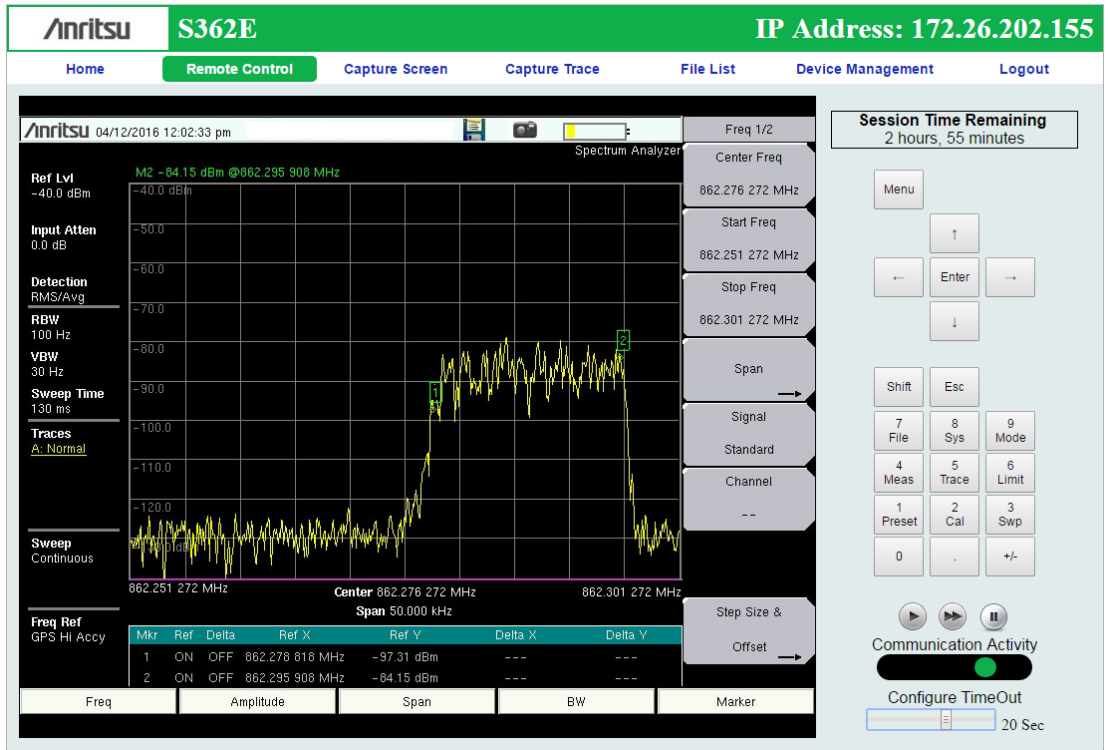 Anritsu S362E IP Address: 172.26.202.155
Home Remote Control Capture Screen Capture Trace File List Device Management Logout
Anritsu 04/12/2016 12:02:33 pm
Spectrum Analyzer
M2 -84.15 dBm @862.295 908 MHz
Ref Lvl
-40.0 dBm
Input Atten
0.0 dB
Detection
RMS/Avg
RBW
100 Hz
VBW
30 Hz
Sweep Time
130 ms
Traces
A: Normal
Sweep
Continuous
Freq Ref
GPS Hi Accy
-40.0 dBm
-50.0
-60.0
-70.0
-80.0
-90.0
-100.0
-110.0
-120.0
1
2
862.251 272 MHz Center 862.276 272 MHz 862.301 272 MHz
Span 50.000 kHz
Mkr Ref Delta Ref X Ref Y Delta X Delta Y
1 ON OFF 862.278 818 MHz -97.31 dBm --- ---
2 ON OFF 862.295 908 MHz -84.15 dBm --- ---
Freq Amplitude Span BW Marker
Freq 1/2
Center Freq
862.276 272 MHz
Start Freq
862.251 272 MHz
Stop Freq
862.301 272 MHz
Span
Signal
Standard
Channel
--
Step Size &
Offset
Session Time Remaining
2 hours, 55 minutes
Menu
↑
← Enter →
↓
Shift Esc
7 8 9
File Sys Mode
4 5 6
Meas Trace Limit
1 2 3
Preset Cal Swp
0 . +/-
Communication Activity
Configure TimeOut
20 Sec